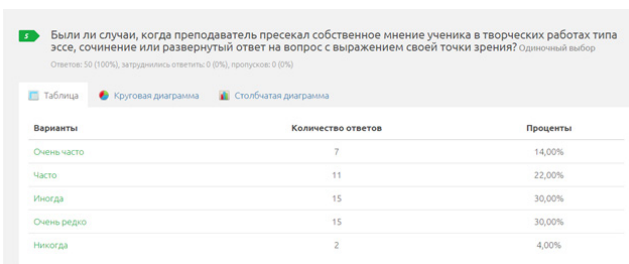 5
Были ли случаи, когда преподаватель пресекал собственное мнение ученика в творческих работах типа
эссе, сочинение или развернутый ответ на вопрос с выражением своей точки зрения? Одиночный выбор
Ответов: 50 (100%), затруднились ответить: 0 (0%), пропусков: 0 (0%)
Таблица Круговая диаграмма Столбчатая диаграмма
Варианты Количество ответов Проценты
Очень часто 7 14,00%
Часто 11 22,00%
Иногда 15 30,00%
Очень редко 15 30,00%
Никогда 2 4,00%